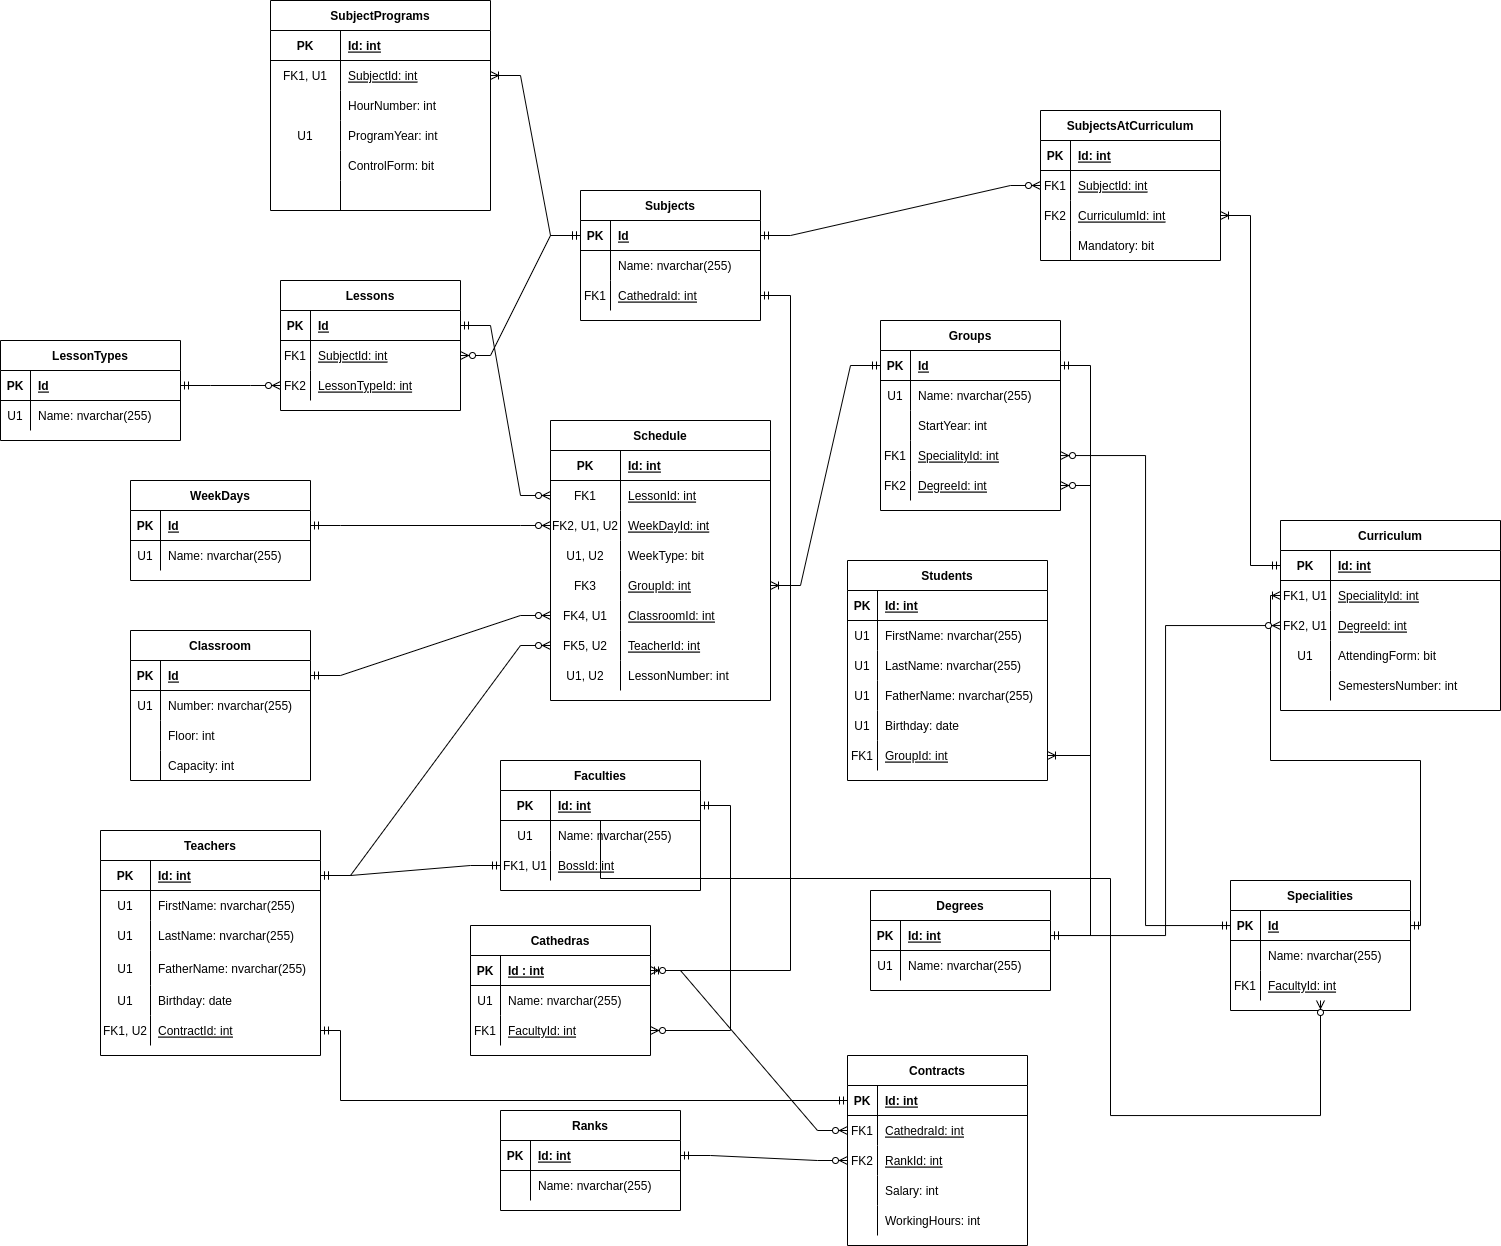 SubjectPrograms
PK Id: int
FK1, U1 SubjectId: int
HourNumber: int
U1 ProgramYear: int
ControlForm: bit
SubjectsAtCurriculum
PK Id: int
FK1 SubjectId: int
FK2 CurriculumId: int
Mandatory: bit
Subjects
PK Id
Name: nvarchar(255)
FK1 CathedraId: int
Lessons
PK Id
FK1 SubjectId: int
FK2 LessonTypeId: int
LessonTypes
PK Id
U1 Name: nvarchar(255)
Groups
PK Id
U1 Name: nvarchar(255)
StartYear: int
FK1 SpecialityId: int
FK2 DegreeId: int
Schedule
PK Id: int
FK1 LessonId: int
FK2, U1, U2 WeekDayId: int
U1, U2 WeekType: bit
FK3 GroupId: int
FK4, U1 ClassroomId: int
FK5, U2 TeacherId: int
U1, U2 LessonNumber: int
WeekDays
PK Id
U1 Name: nvarchar(255)
Curriculum
PK Id: int
FK1, U1 SpecialityId: int
FK2, U1 DegreeId: int
U1 AttendingForm: bit
SemestersNumber: int
Students
PK Id: int
U1 FirstName: nvarchar(255)
U1 LastName: nvarchar(255)
U1 FatherName: nvarchar(255)
U1 Birthday: date
FK1 GroupId: int
Classroom
PK Id
U1 Number: nvarchar(255)
Floor: int
Capacity: int
Faculties
PK Id: int
U1 Name: nvarchar(255)
FK1, U1 BossId: int
Teachers
PK Id: int
U1 FirstName: nvarchar(255)
U1 LastName: nvarchar(255)
U1 FatherName: nvarchar(255)
U1 Birthday: date
FK1, U2 ContractId: int
Cathedras
PK Id : int
U1 Name: nvarchar(255)
FK1 FacultyId: int
Degrees
PK Id: int
U1 Name: nvarchar(255)
Specialities
PK Id
Name: nvarchar(255)
FK1 FacultyId: int
Contracts
PK Id: int
FK1 CathedraId: int
FK2 RankId: int
Salary: int
WorkingHours: int
Ranks
PK Id: int
Name: nvarchar(255)